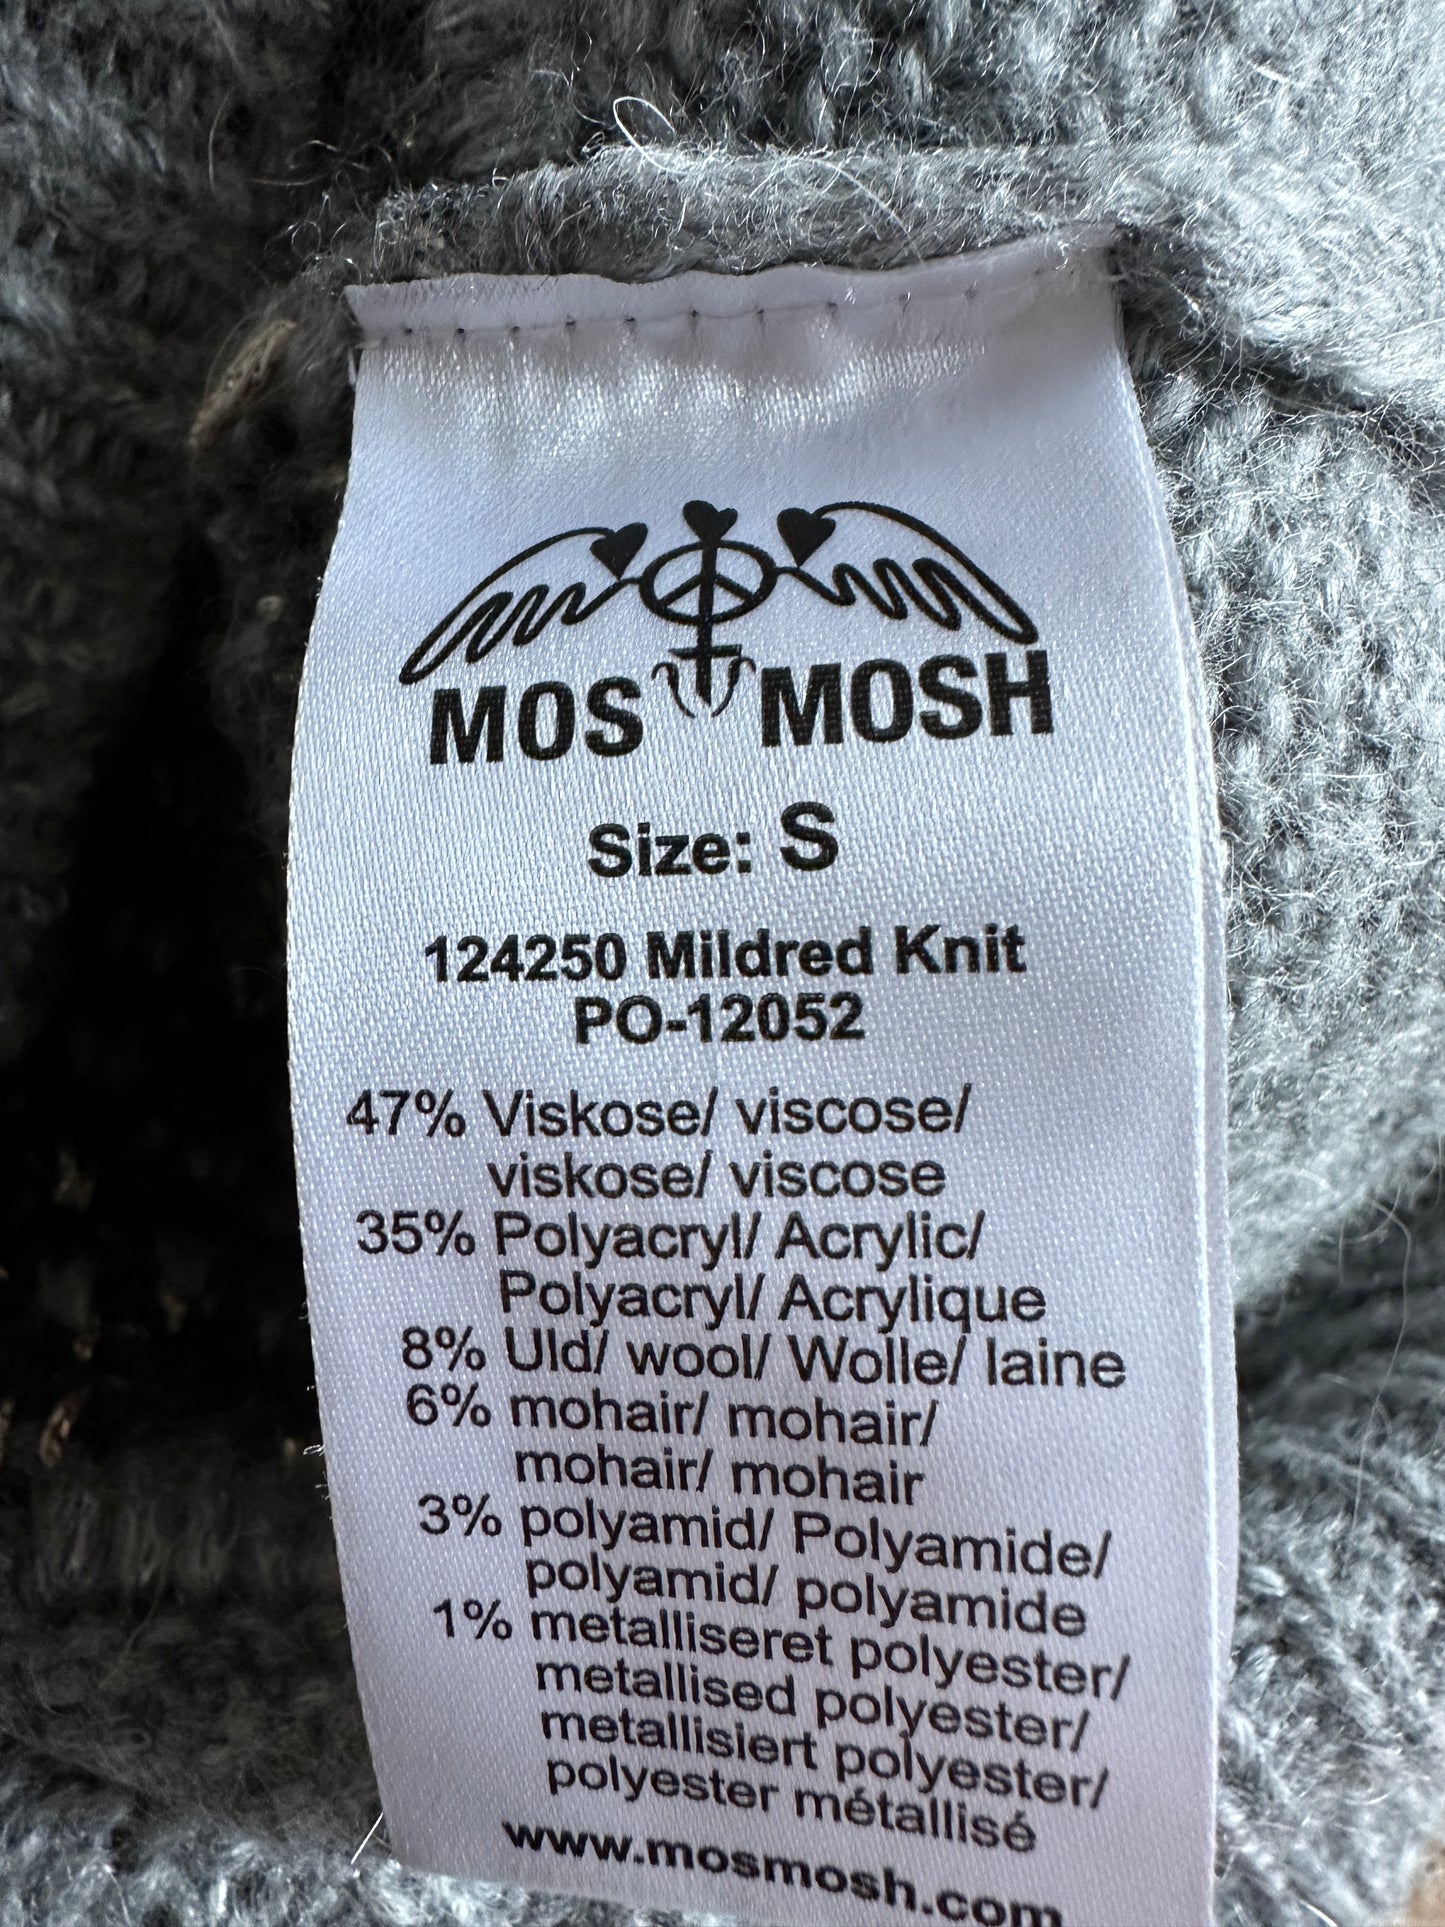 MOS MOSH
Size: S
124250 Mildred Knit
PO-12052
47% Viskose/ viscose/
viskose/ viscose
35% Polyacryl/ Acrylic/
Polyacryl/ Acrylique
8% Uld/ wool/ Wolle/ laine
6% mohair/ mohair/
mohair/ mohair
3% polyamid/ Polyamide/
polyamid/ polyamide
1% metalliseret polyester/
metallised polyester/
metallisiert polyester/
polyester métallisé
www.mosmosh.com